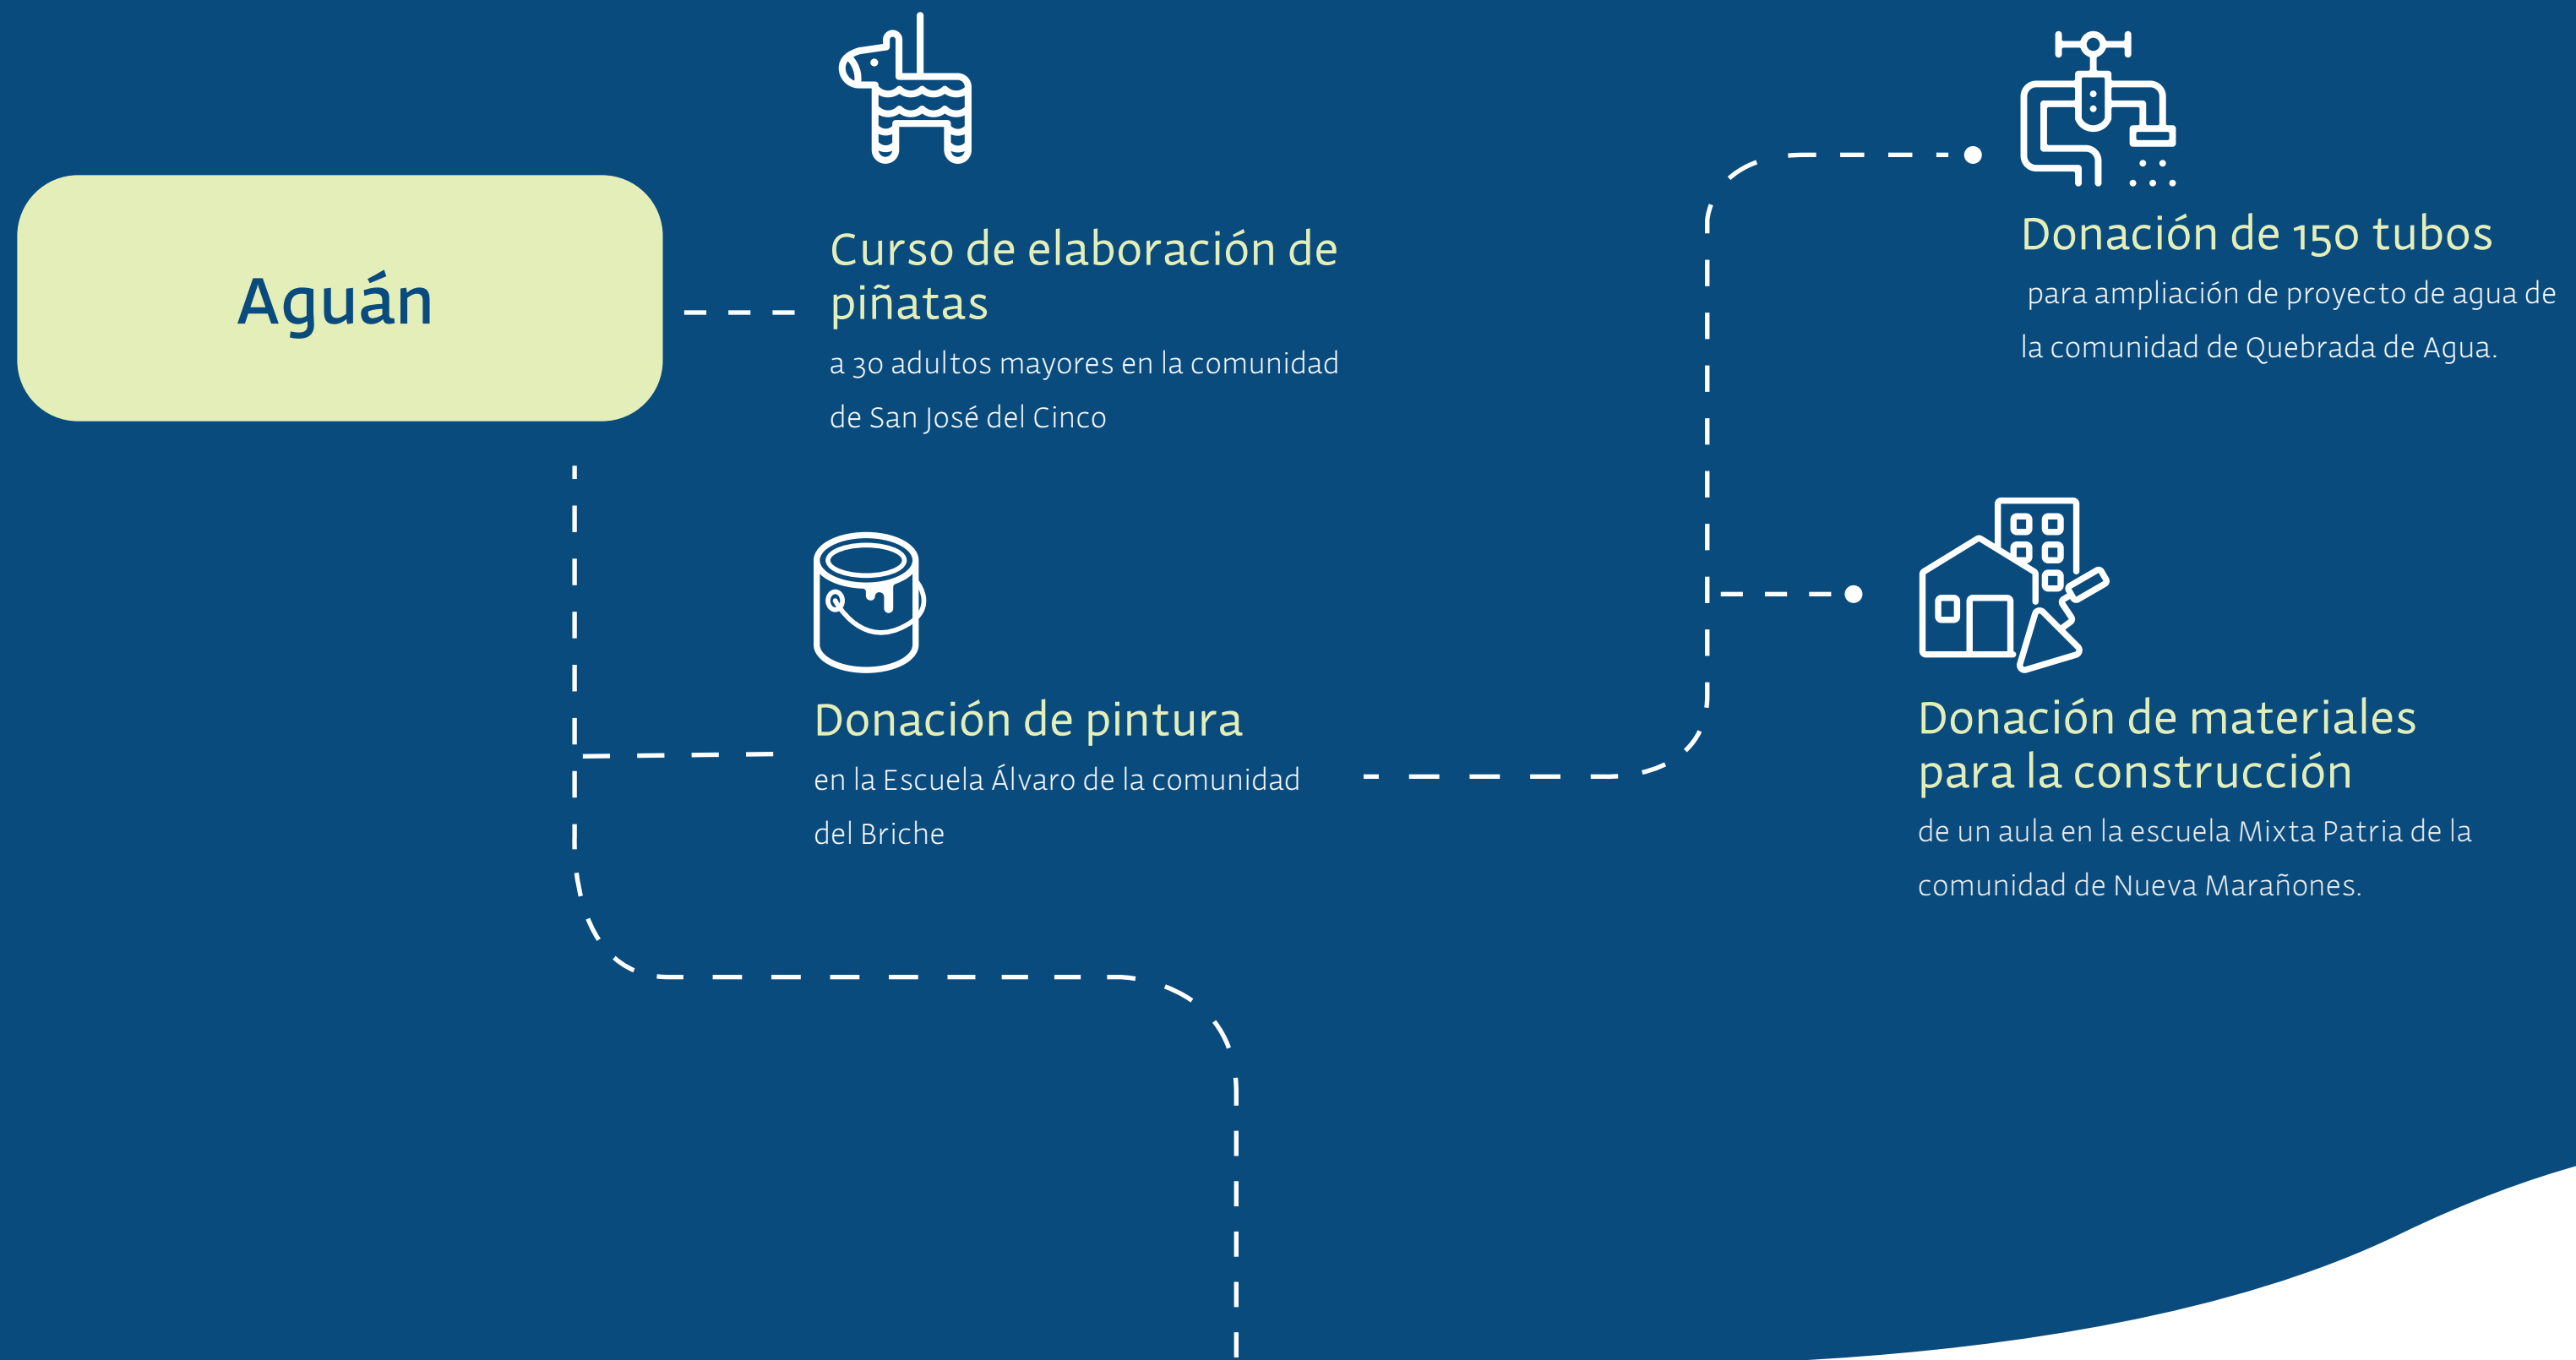 Aguán
Curso de elaboración de
piñatas
a 30 adultos mayores en la comunidad
de San José del Cinco
Donación de pintura
en la Escuela Álvaro de la comunidad
del Briche
Donación de 150 tubos
para ampliación de proyecto de agua de
la comunidad de Quebrada de Agua.
Donación de materiales
para la construcción
de un aula en la escuela Mixta Patria de la
comunidad de Nueva Marañones.